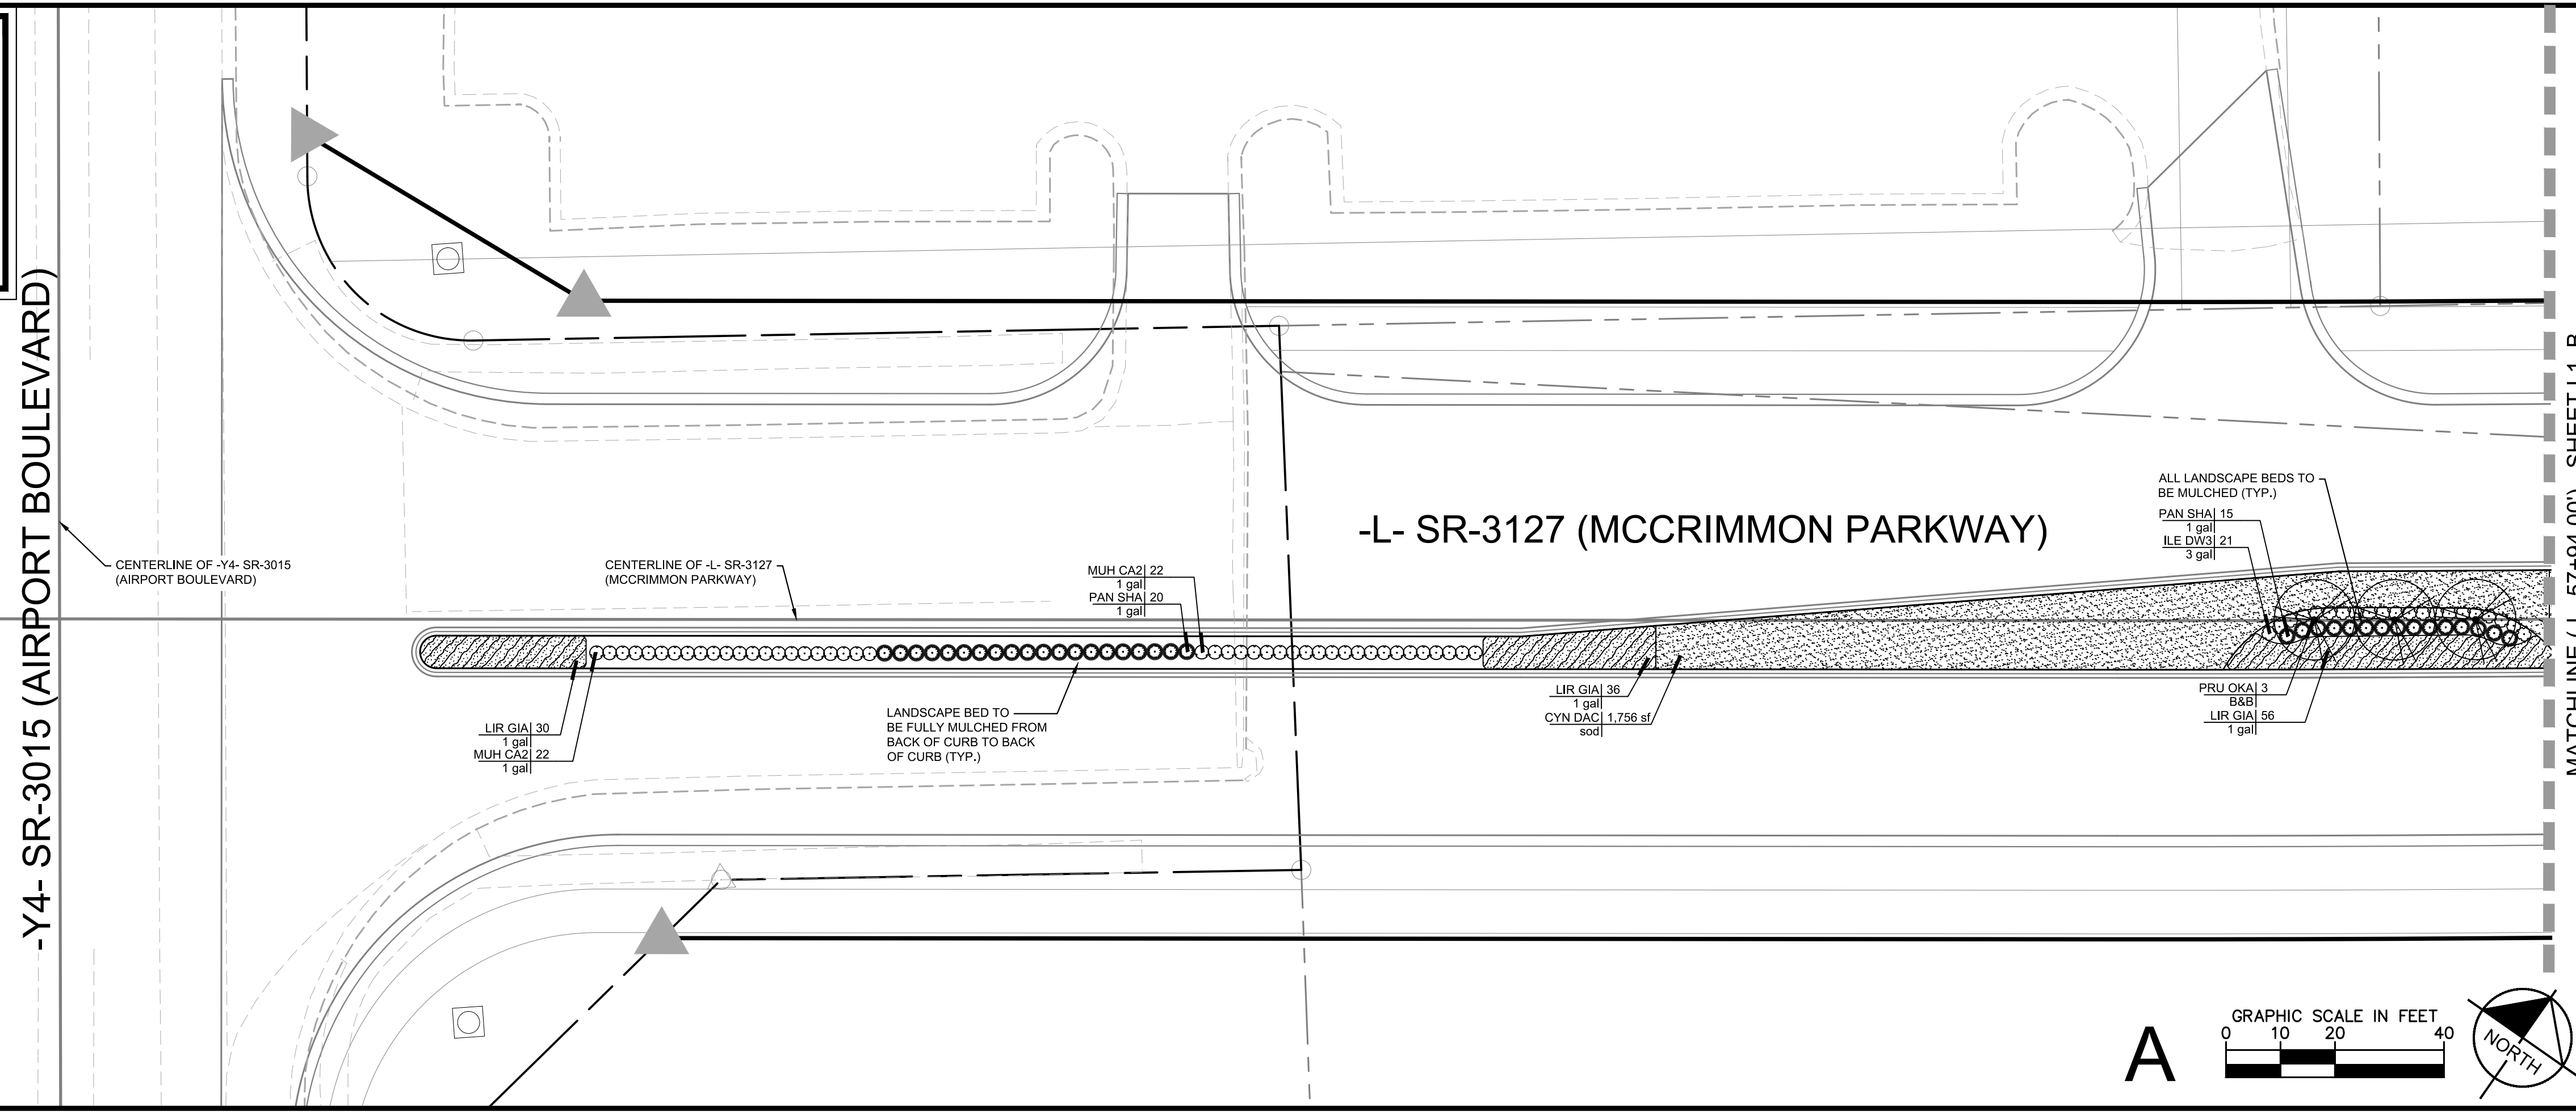 -Y4- SR-3015 (AIRPORT BOULEVARD)
CENTERLINE OF -Y4- SR-3015
(AIRPORT BOULEVARD)
CENTERLINE OF -L- SR-3127
(MCCRIMMON PARKWAY)
-L- SR-3127 (MCCRIMMON PARKWAY)
MUH CA2 22
1 gal
PAN SHA 20
1 gal
ALL LANDSCAPE BEDS TO
BE MULCHED (TYP.)
PAN SHA 15
1 gal
ILE DW3 21
3 gal
LIR GIA 30
1 gal
MUH CA2 22
1 gal
LANDSCAPE BED TO
BE FULLY MULCHED FROM
BACK OF CURB TO BACK
OF CURB (TYP.)
LIR GIA 36
1 gal
CYN DAC 1,756 sf
sod
PRU OKA 3
B&B
LIR GIA 56
1 gal
A
GRAPHIC SCALE IN FEET
0 10 20 40
NORTH